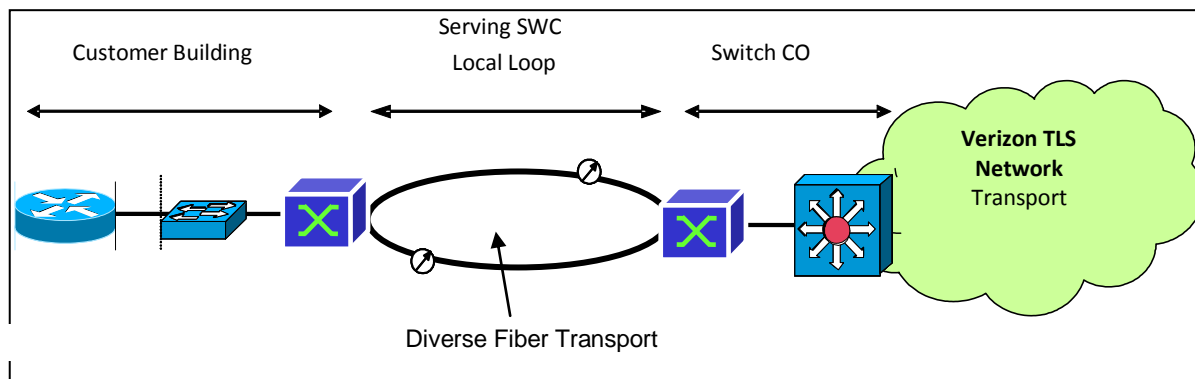 Customer Building
Serving SWC
Local Loop
Switch CO
Verizon TLS
Network
Transport
Diverse Fiber Transport